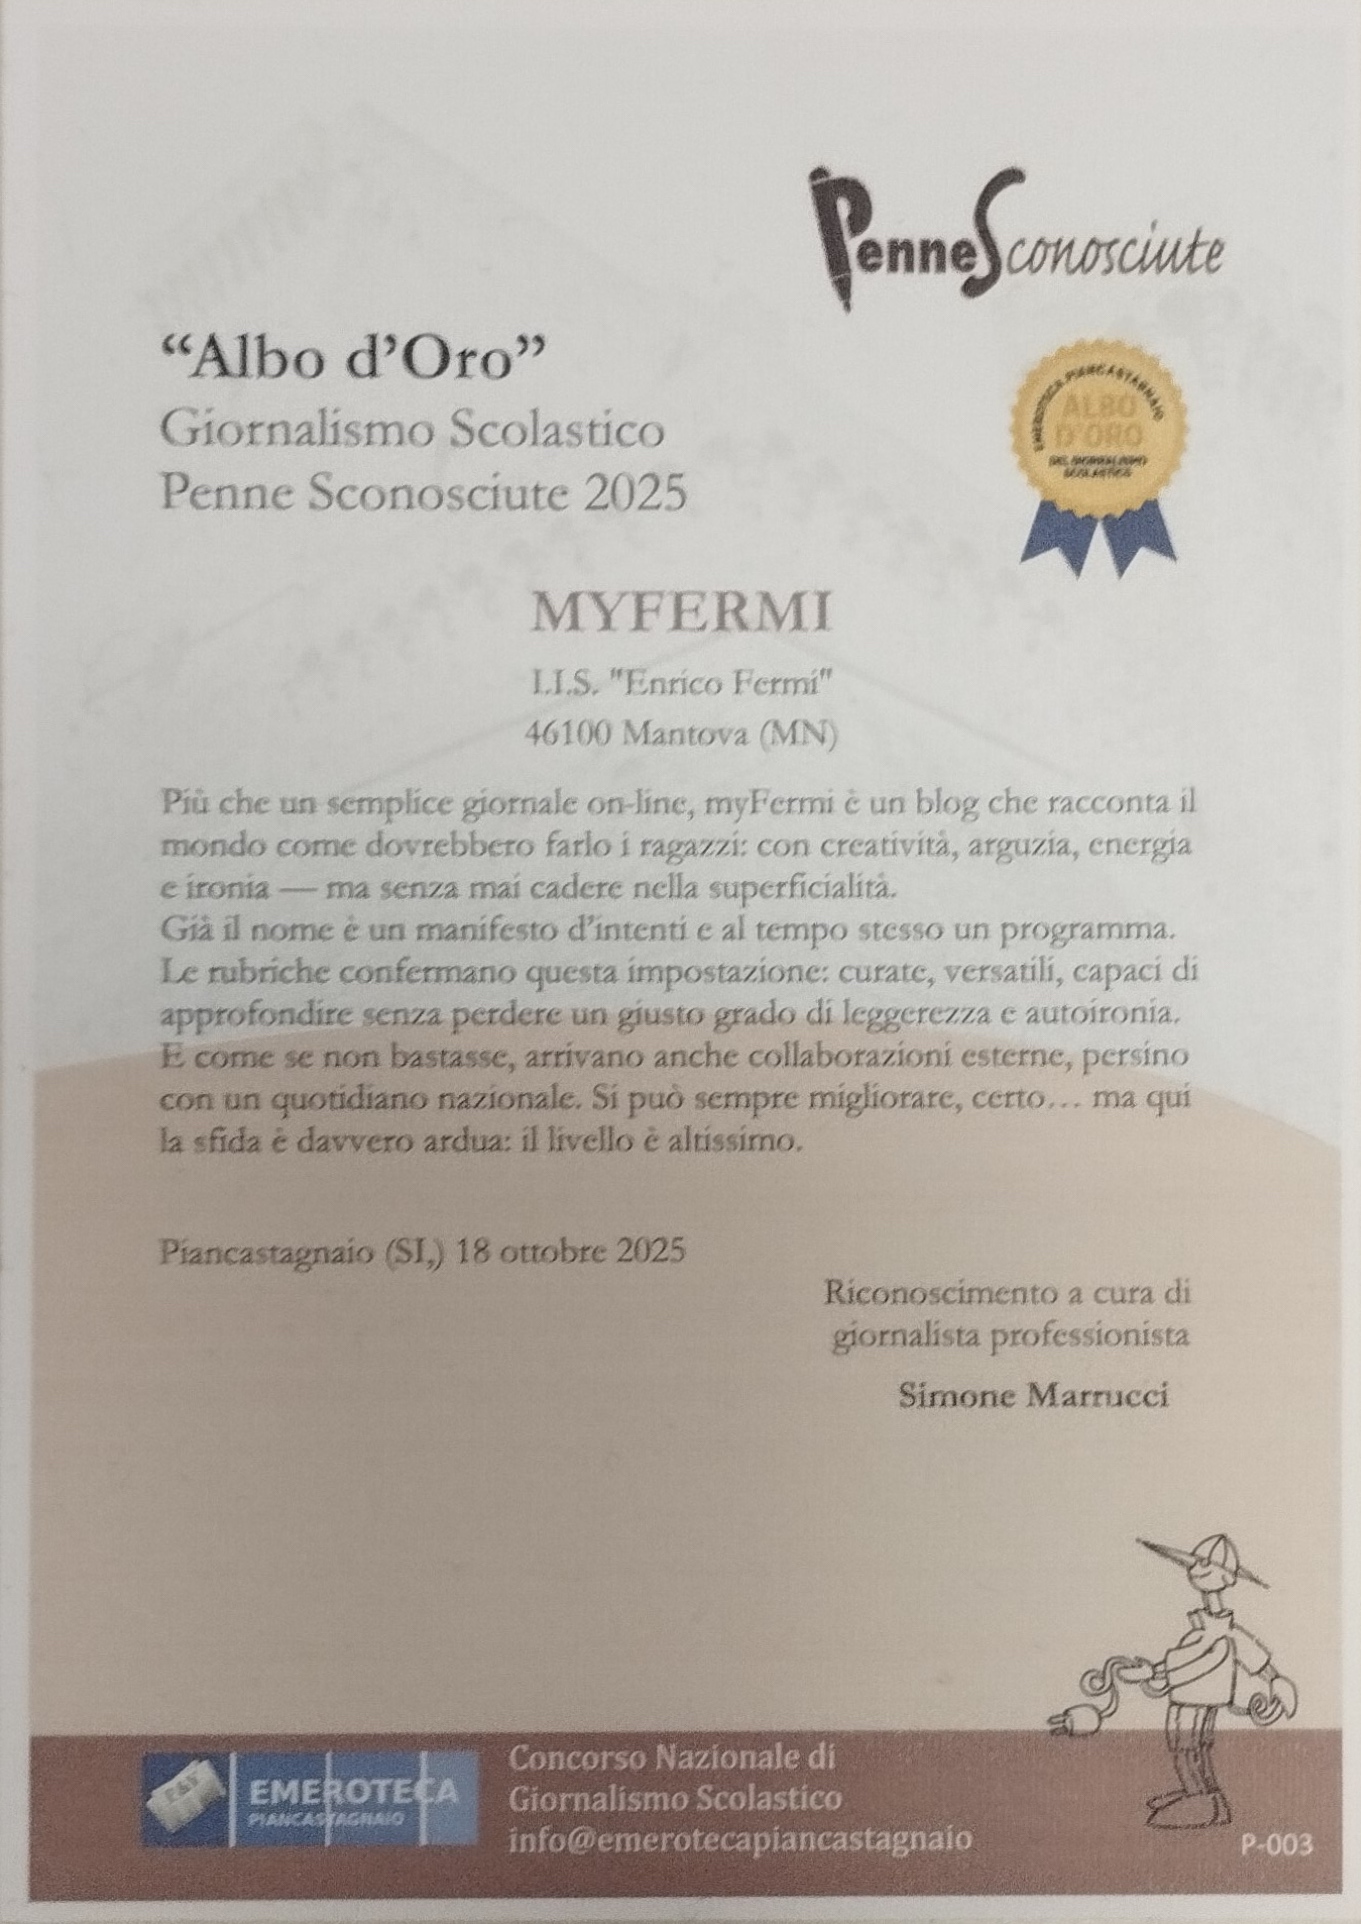 PenneSconosciute
“Albo d’Oro”
Giornalismo Scolastico
Penne Sconosciute 2025
EMEROTECA PIANCASTAGNAIO
ALBO
D'ORO
DEL GIORNALISMO
SCOLASTICO
MYFERMI
I.I.S. "Enrico Fermi"
46100 Mantova (MN)
Più che un semplice giornale on-line, myFermi è un blog che racconta il
mondo come dovrebbero farlo i ragazzi: con creatività, arguzia, energia
e ironia — ma senza mai cadere nella superficialità.
Già il nome è un manifesto d’intenti e al tempo stesso un programma.
Le rubriche confermano questa impostazione: curate, versatili, capaci di
approfondire senza perdere un giusto grado di leggerezza e autoironia.
E come se non bastasse, arrivano anche collaborazioni esterne, persino
con un quotidiano nazionale. Si può sempre migliorare, certo… ma qui
la sfida è davvero ardua: il livello è altissimo.
Piancastagnaio (SI,) 18 ottobre 2025
Riconoscimento a cura di
giornalista professionista
Simone Marrucci
EMEROTECA
PIANCASTAGNAIO
Concorso Nazionale di
Giornalismo Scolastico
info@emerotecapiancastagnaio
P-003